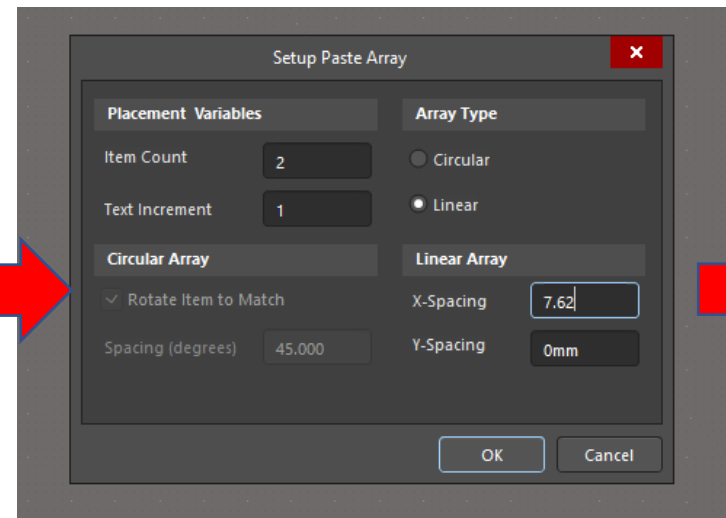 Setup Paste Array
Placement Variables
Item Count 2
Text Increment 1
Array Type
Circular
Linear
Circular Array
Rotate Item to Match
Spacing (degrees) 45.000
Linear Array
X-Spacing 7.62
Y-Spacing 0mm
OK Cancel